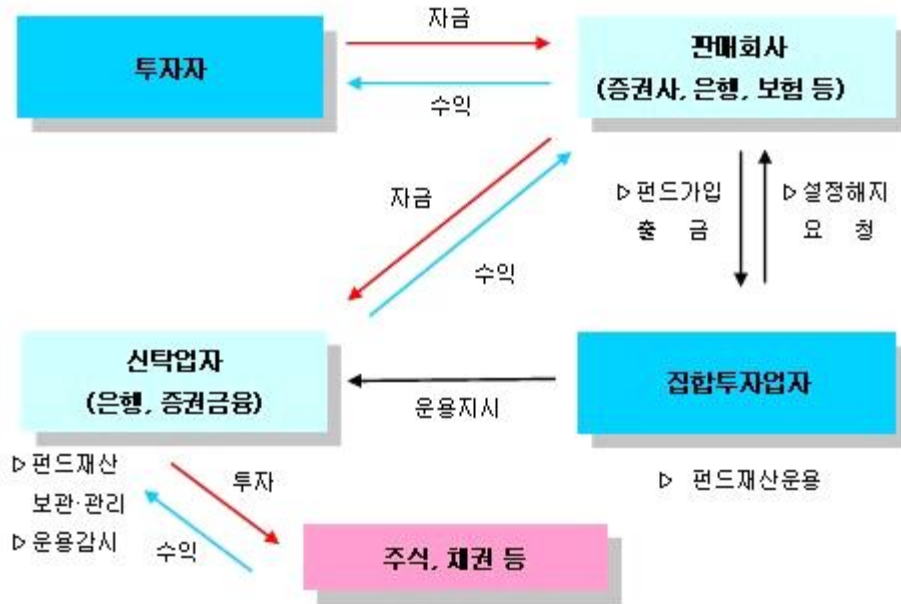 자금
투자자
판매회사
(증권사, 은행, 보험 등)
수익
자금
▷펀드가입
출 금
▷설정해지
요 청
수익
신탁업자
(은행, 증권금융)
집합투자업자
운용지시
▷펀드재산
보관·관리
▷운용감시
투자
수익
▷ 펀드재산운용
주식, 채권 등